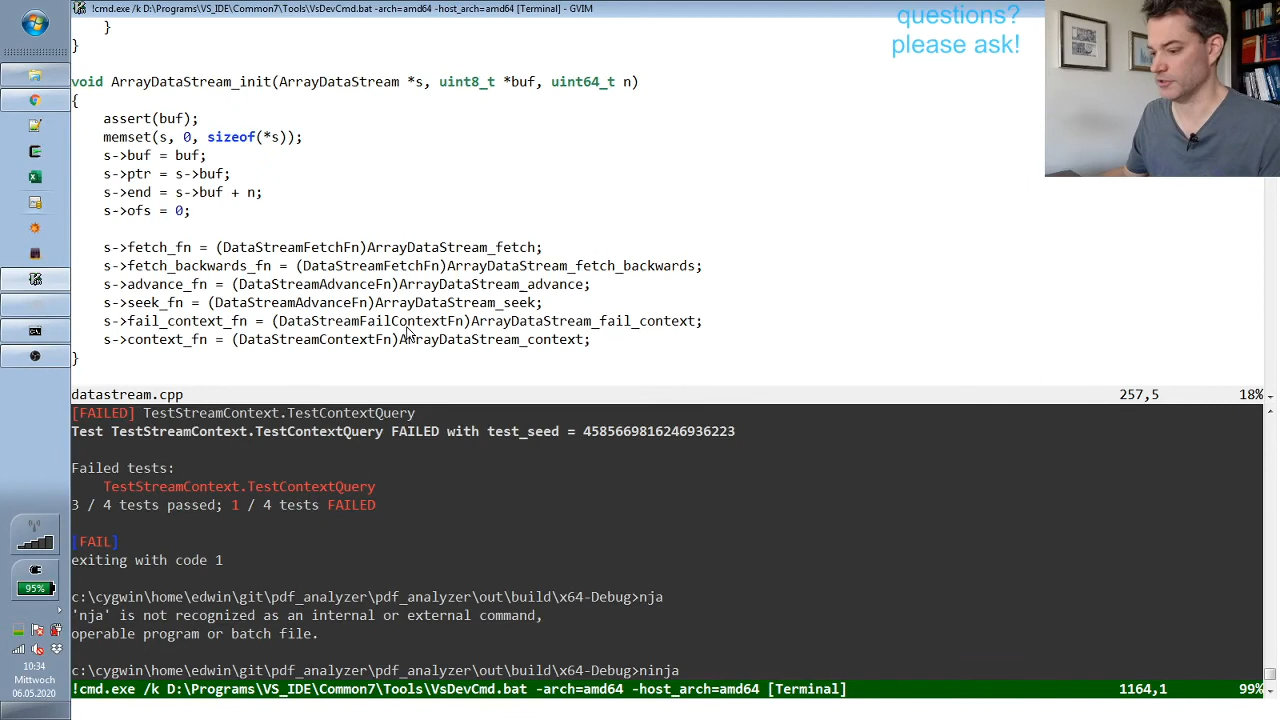 !cmd.exe /k D:\Programs\VS_IDE\Common7\Tools\VsDevCmd.bat -arch=amd64 -host_arch=amd64 [Terminal] - GVIM
questions?
please ask!
    }
}
void ArrayDataStream_init(ArrayDataStream *s, uint8_t *buf, uint64_t n)
{
    assert(buf);
    memset(s, 0, sizeof(*s));
    s->buf = buf;
    s->ptr = s->buf;
    s->end = s->buf + n;
    s->ofs = 0;
    s->fetch_fn = (DataStreamFetchFn)ArrayDataStream_fetch;
    s->fetch_backwards_fn = (DataStreamFetchFn)ArrayDataStream_fetch_backwards;
    s->advance_fn = (DataStreamAdvanceFn)ArrayDataStream_advance;
    s->seek_fn = (DataStreamAdvanceFn)ArrayDataStream_seek;
    s->fail_context_fn = (DataStreamFailContextFn)ArrayDataStream_fail_context;
    s->context_fn = (DataStreamContextFn)ArrayDataStream_context;
}
datastream.cpp 257,5 18%
[FAILED] TestStreamContext.TestContextQuery
Test TestStreamContext.TestContextQuery FAILED with test_seed = 4585669816246936223
Failed tests:
    TestStreamContext.TestContextQuery
3 / 4 tests passed; 1 / 4 tests FAILED
[FAIL]
exiting with code 1
c:\cygwin\home\edwin\git\pdf_analyzer\pdf_analyzer\out\build\x64-Debug>nja
'nja' is not recognized as an internal or external command,
operable program or batch file.
c:\cygwin\home\edwin\git\pdf_analyzer\pdf_analyzer\out\build\x64-Debug>ninja
!cmd.exe /k D:\Programs\VS_IDE\Common7\Tools\VsDevCmd.bat -arch=amd64 -host_arch=amd64 [Terminal] 1164,1 99%
95%
10:34
Mittwoch
06.05.2020